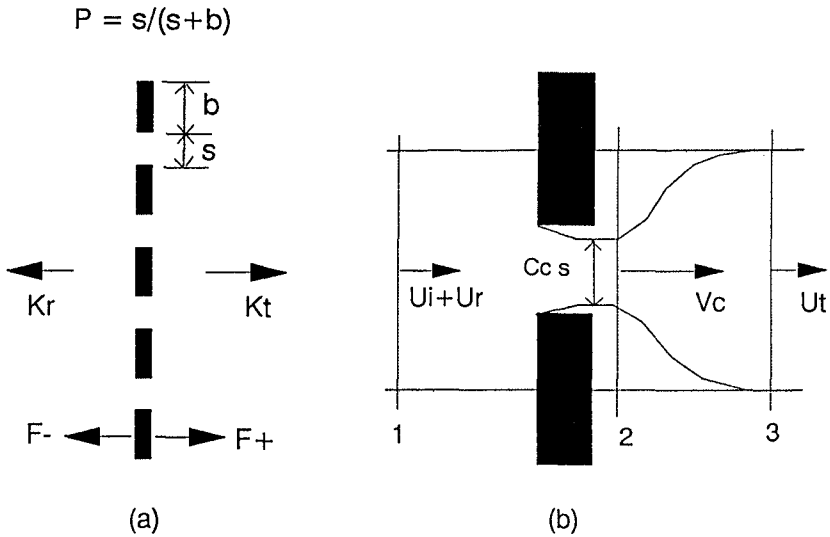 P = s/(s+b)
b
s
Kr
Kt
F-
F+
(a)
Ui+Ur
Cc s
Vc
Ut
1
2
3
(b)